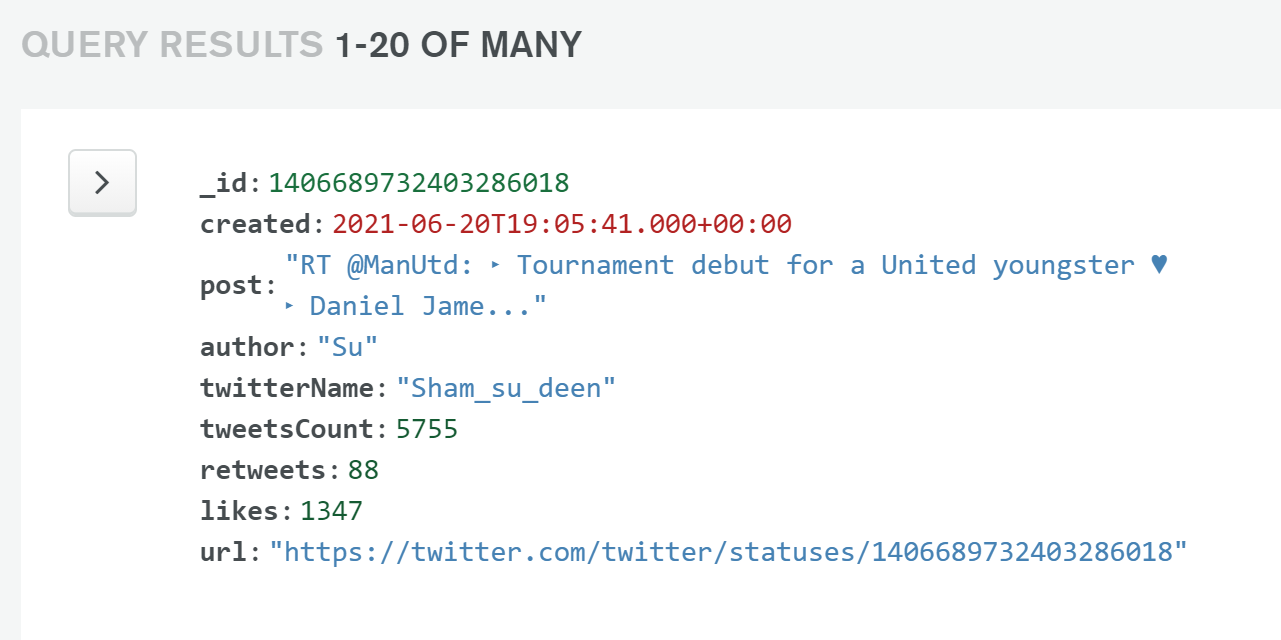 QUERY RESULTS 1-20 OF MANY
_id: 1406689732403286018
created: 2021-06-20T19:05:41.000+00:00
post: "RT @ManUtd: ‣ Tournament debut for a United youngster ♥
‣ Daniel Jame..."
author: "Su"
twitterName: "Sham_su_deen"
tweetsCount: 5755
retweets: 88
likes: 1347
url: "https://twitter.com/twitter/statuses/1406689732403286018"